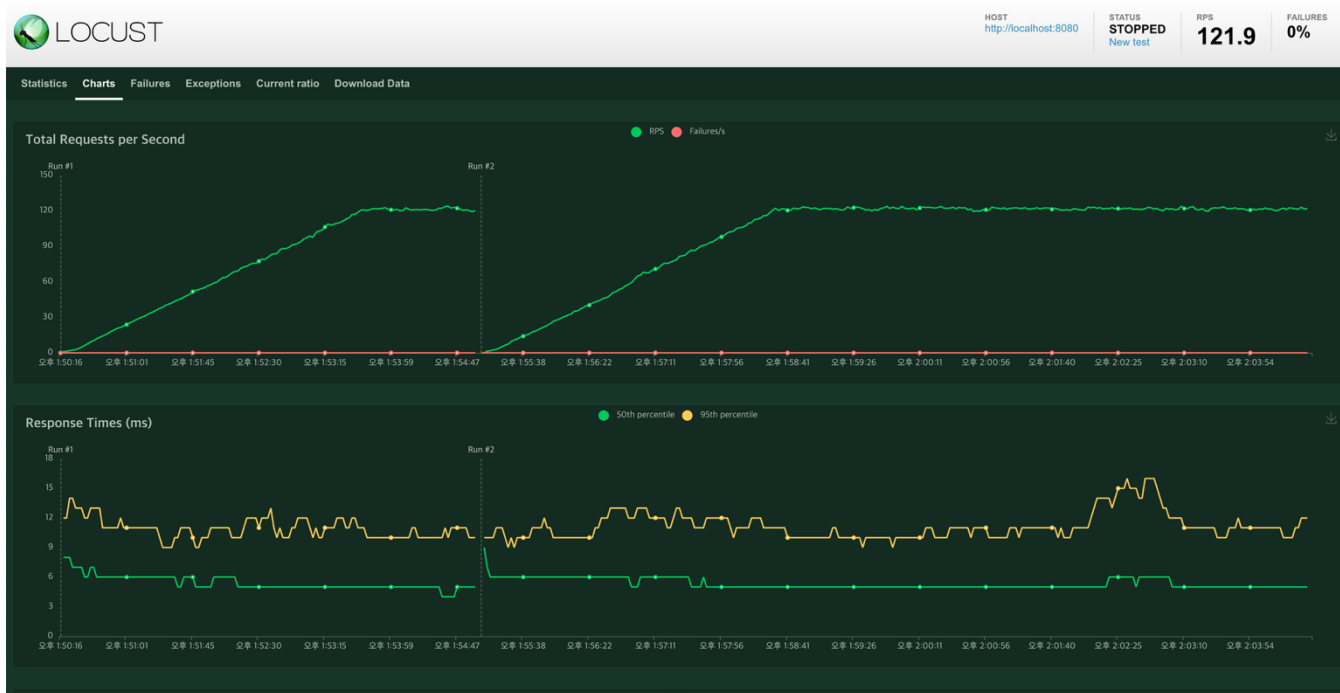 LOCUST
HOST
http://localhost:8080
STATUS
STOPPED
New test
RPS
121.9
FAILURES
0%
Statistics Charts Failures Exceptions Current ratio Download Data
Total Requests per Second
RPS Failures/s
Run #1 Run #2
150
120
90
60
30
0
오후 1:50:16 오후 1:51:01 오후 1:51:45 오후 1:52:30 오후 1:53:15 오후 1:53:59 오후 1:54:47 오후 1:55:38 오후 1:56:22 오후 1:57:11 오후 1:57:56 오후 1:58:41 오후 1:59:26 오후 2:00:11 오후 2:00:56 오후 2:01:40 오후 2:02:25 오후 2:03:10 오후 2:03:54
Response Times (ms)
50th percentile 95th percentile
Run #1 Run #2
18
15
12
9
6
3
0
오후 1:50:16 오후 1:51:01 오후 1:51:45 오후 1:52:30 오후 1:53:15 오후 1:53:59 오후 1:54:47 오후 1:55:38 오후 1:56:22 오후 1:57:11 오후 1:57:56 오후 1:58:41 오후 1:59:26 오후 2:00:11 오후 2:00:56 오후 2:01:40 오후 2:02:25 오후 2:03:10 오후 2:03:54